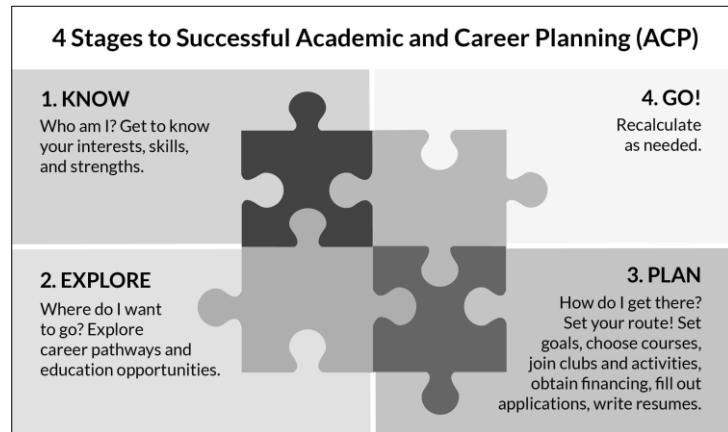 4 Stages to Successful Academic and Career Planning (ACP)
1. KNOW
Who am I? Get to know
your interests, skills,
and strengths.
2. EXPLORE
Where do I want
to go? Explore
career pathways and
education opportunities.
3. PLAN
How do I get there?
Set your route! Set
goals, choose courses,
join clubs and activities,
obtain financing, fill out
applications, write resumes.
4. GO!
Recalculate
as needed.